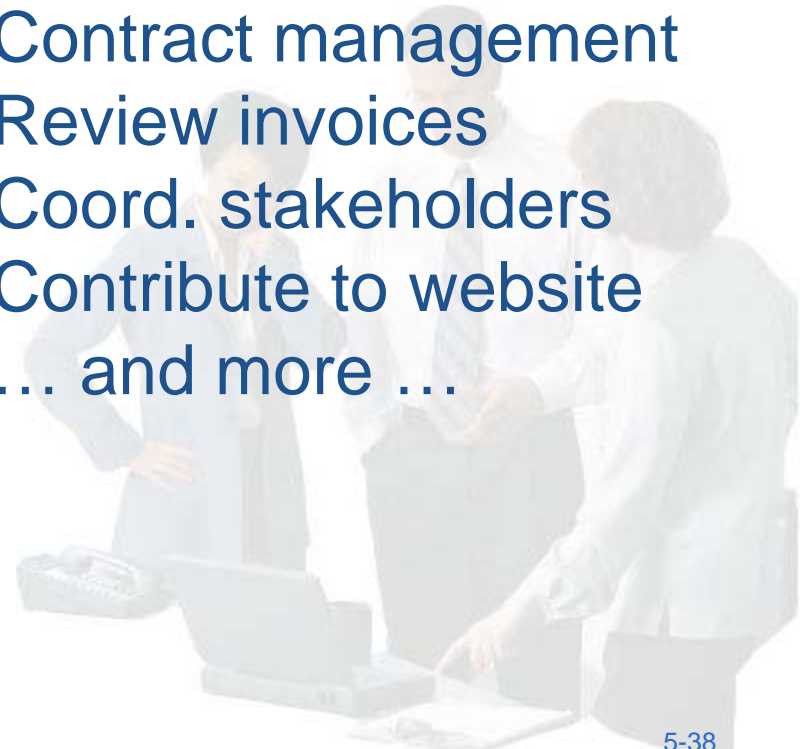 Contract management
Review invoices
Coord. stakeholders
Contribute to website
… and more …
5-38